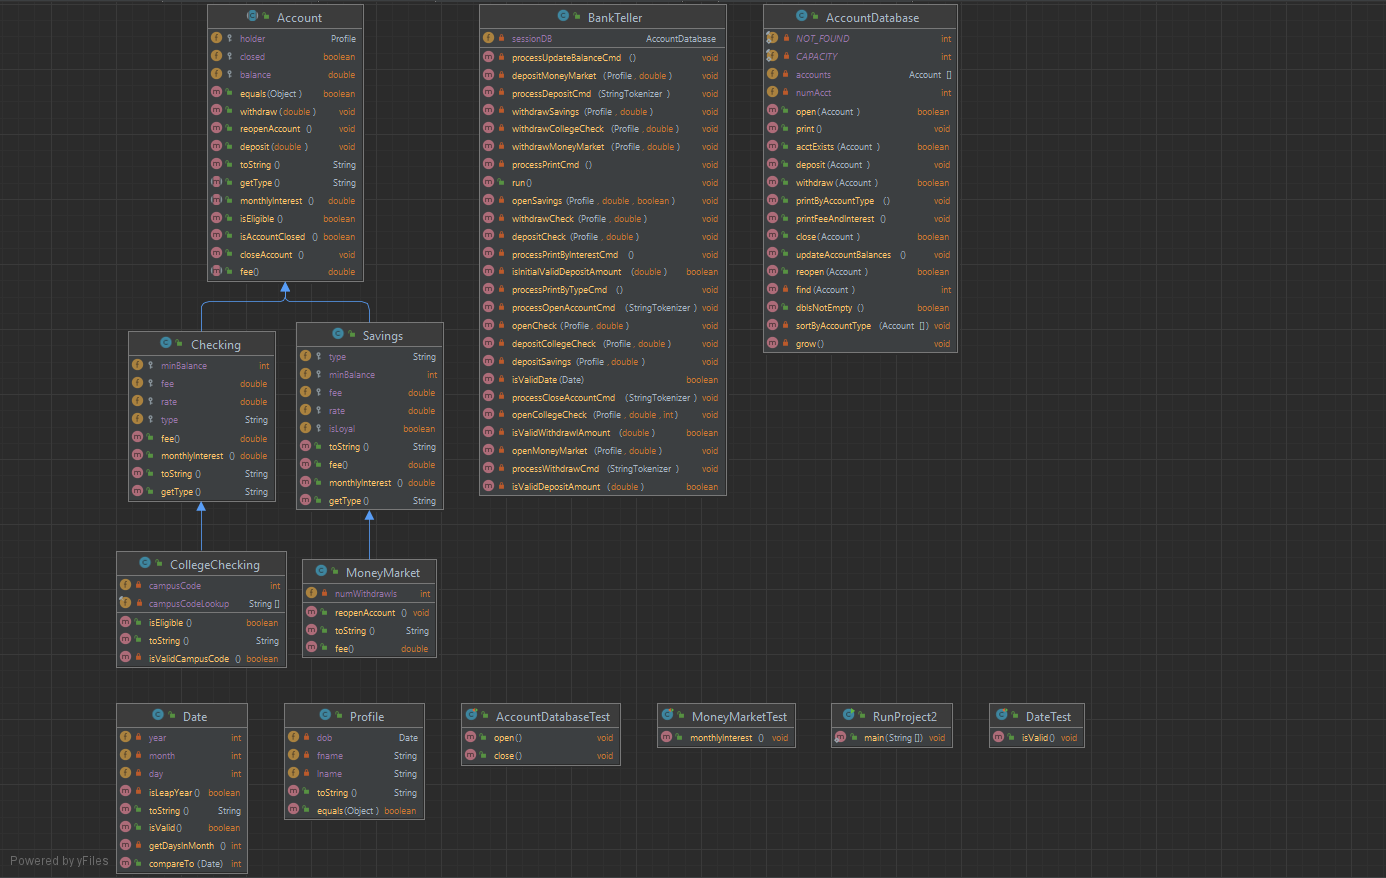 Account
holder Profile
closed boolean
balance double
equals(Object ) boolean
withdraw (double ) void
reopenAccount () void
deposit (double ) void
toString () String
getType () String
monthlyInterest () double
isEligible () boolean
isAccountClosed () boolean
closeAccount () void
fee() double
BankTeller
sessionDB AccountDatabase
processUpdateBalanceCmd () void
depositMoneyMarket (Profile , double ) void
processDepositCmd (StringTokenizer ) void
withdrawSavings (Profile , double ) void
withdrawCollegeCheck (Profile , double ) void
withdrawMoneyMarket (Profile , double ) void
processPrintCmd () void
run() void
openSavings (Profile , double , boolean ) void
withdrawCheck (Profile , double ) void
depositCheck (Profile , double ) void
processPrintByInterestCmd () void
isInitialValidDepositAmount (double ) boolean
processPrintByTypeCmd () void
processOpenAccountCmd (StringTokenizer ) void
openCheck (Profile , double ) void
depositCollegeCheck (Profile , double ) void
depositSavings (Profile , double ) void
isValidDate (Date) boolean
processCloseAccountCmd (StringTokenizer ) void
openCollegeCheck (Profile , double , int ) void
isValidWithdrawlAmount (double ) boolean
openMoneyMarket (Profile , double ) void
processWithdrawCmd (StringTokenizer ) void
isValidDepositAmount (double ) boolean
AccountDatabase
NOT_FOUND int
CAPACITY int
accounts Account []
numAcct int
open (Account ) boolean
print () void
acctExists (Account ) boolean
deposit (Account ) void
withdraw (Account ) boolean
printByAccountType () void
printFeeAndInterest () void
close (Account ) boolean
updateAccountBalances () void
reopen (Account ) boolean
find (Account ) int
dbIsNotEmpty () boolean
sortByAccountType (Account []) void
grow () void
Checking
minBalance int
fee double
rate double
type String
fee() double
monthlyInterest () double
toString () String
getType () String
Savings
type String
minBalance int
fee double
rate double
isLoyal boolean
toString () String
fee() double
monthlyInterest () double
getType () String
CollegeChecking
campusCode int
campusCodeLookup String []
isEligible () boolean
toString () String
isValidCampusCode () boolean
MoneyMarket
numWithdrawls int
reopenAccount () void
toString () String
fee() double
Date
year int
month int
day int
isLeapYear () boolean
toString () String
isValid () boolean
getDaysInMonth () int
compareTo (Date) int
Profile
dob Date
fname String
lname String
toString () String
equals (Object ) boolean
AccountDatabaseTest
open () void
close () void
MoneyMarketTest
monthlyInterest () void
RunProject2
main (String []) void
DateTest
isValid () void
Powered by yFiles